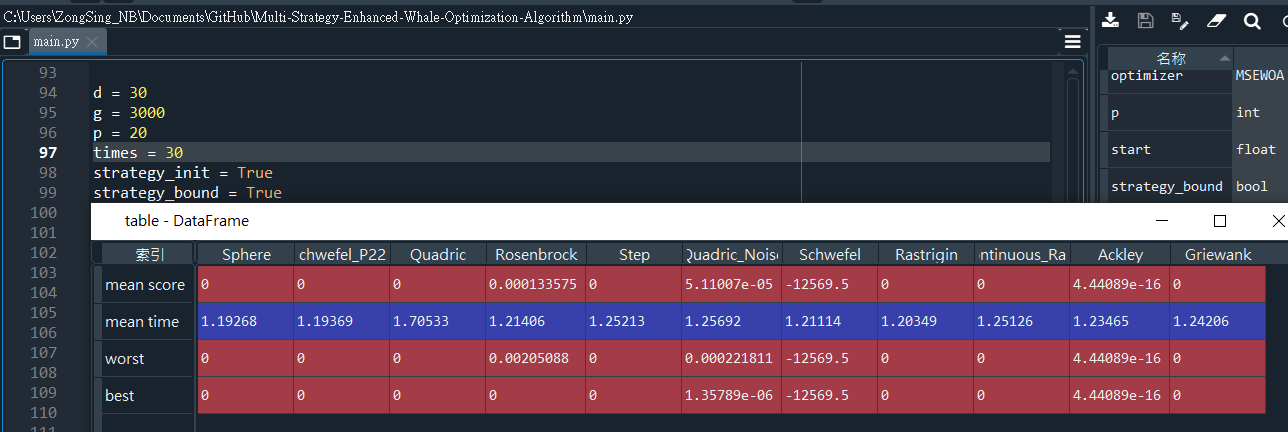 C:\Users\ZongSing_NB\Documents\GitHub\Multi-Strategy-Enhanced-Whale-Optimization-Algorithm\main.py
main.py
93
94 d = 30
95 g = 3000
96 p = 20
97 times = 30
98 strategy_init = True
99 strategy_bound = True
100
101
102
103
104
105
106
107
108
109
110
111
名称
optimizer MSEWOA
p int
start float
strategy_bound bool
table - DataFrame
索引 Sphere chwefel_P22 Quadric Rosenbrock Step Quadric_Noise Schwefel Rastrigin ntinuous_Ra Ackley Griewank
mean score 0 0 0 0.000133575 0 5.11007e-05 -12569.5 0 0 4.44089e-16 0
mean time 1.19268 1.19369 1.70533 1.21406 1.25213 1.25692 1.21114 1.20349 1.25126 1.23465 1.24206
worst 0 0 0 0.00205088 0 0.000221811 -12569.5 0 0 4.44089e-16 0
best 0 0 0 0 0 1.35789e-06 -12569.5 0 0 4.44089e-16 0